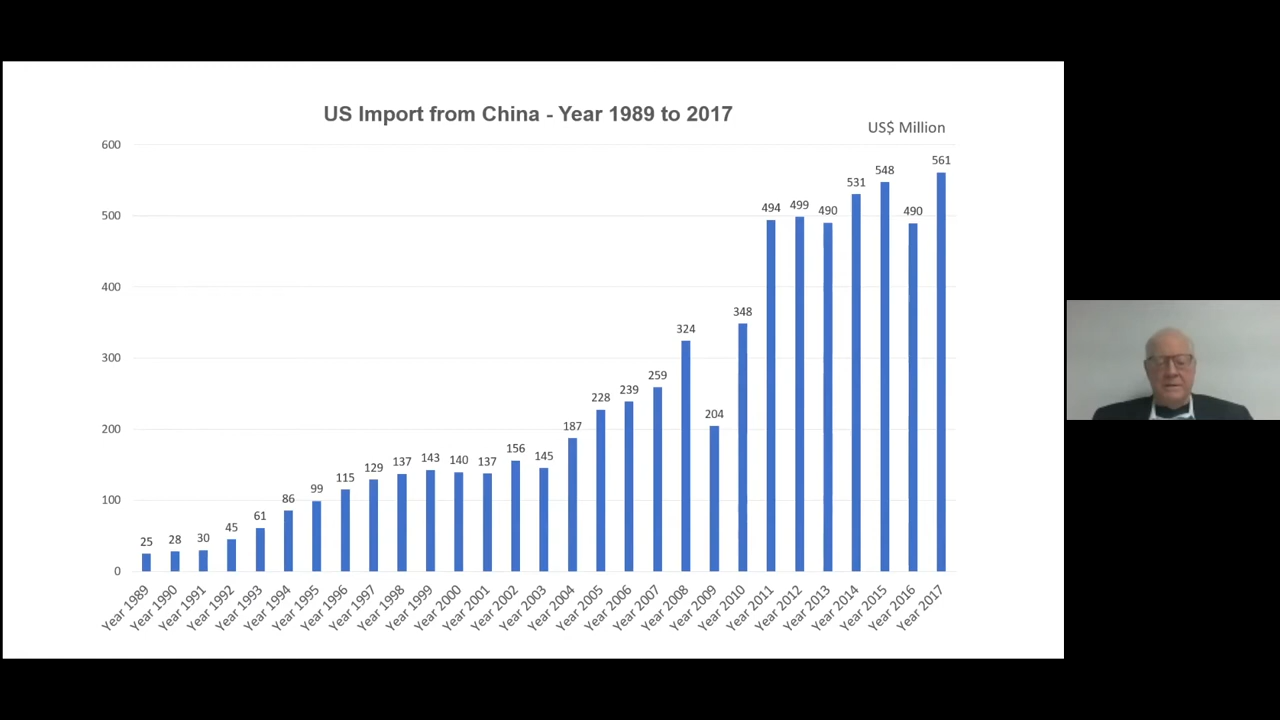 US Import from China - Year 1989 to 2017
US$ Million
600
500
400
300
200
100
0
25
28
30
45
61
86
99
115
129
137
143
140
137
156
145
187
228
239
259
324
204
348
494
499
490
531
548
490
561
Year 1989
Year 1990
Year 1991
Year 1992
Year 1993
Year 1994
Year 1995
Year 1996
Year 1997
Year 1998
Year 1999
Year 2000
Year 2001
Year 2002
Year 2003
Year 2004
Year 2005
Year 2006
Year 2007
Year 2008
Year 2009
Year 2010
Year 2011
Year 2012
Year 2013
Year 2014
Year 2015
Year 2016
Year 2017